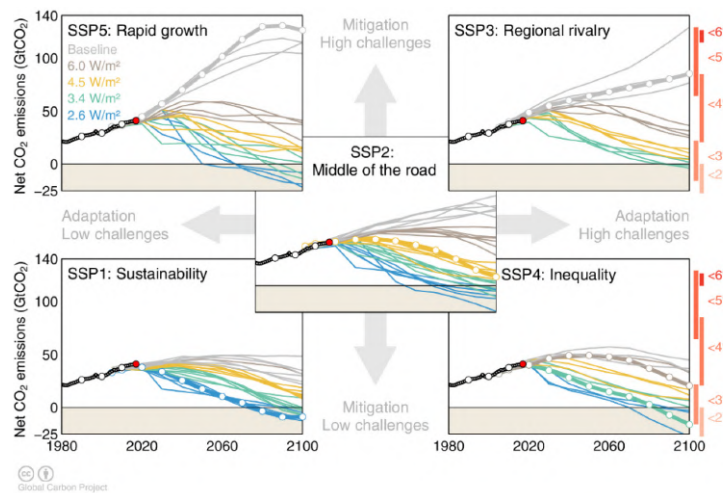 140
SSP5: Rapid growth
Baseline
6.0 W/m²
4.5 W/m²
3.4 W/m²
2.6 W/m²
100
50
0
−25
Net CO₂ emissions (GtCO₂)
Mitigation
High challenges
SSP3: Regional rivalry
<6
<5
<4
<3
<2
SSP2:
Middle of the road
Adaptation
Low challenges
Adaptation
High challenges
140
SSP1: Sustainability
100
50
0
−25
Net CO₂ emissions (GtCO₂)
1980
2020
2060
2100
Mitigation
Low challenges
SSP4: Inequality
<6
<5
<4
<3
<2
1980
2020
2060
2100
cc
Global Carbon Project